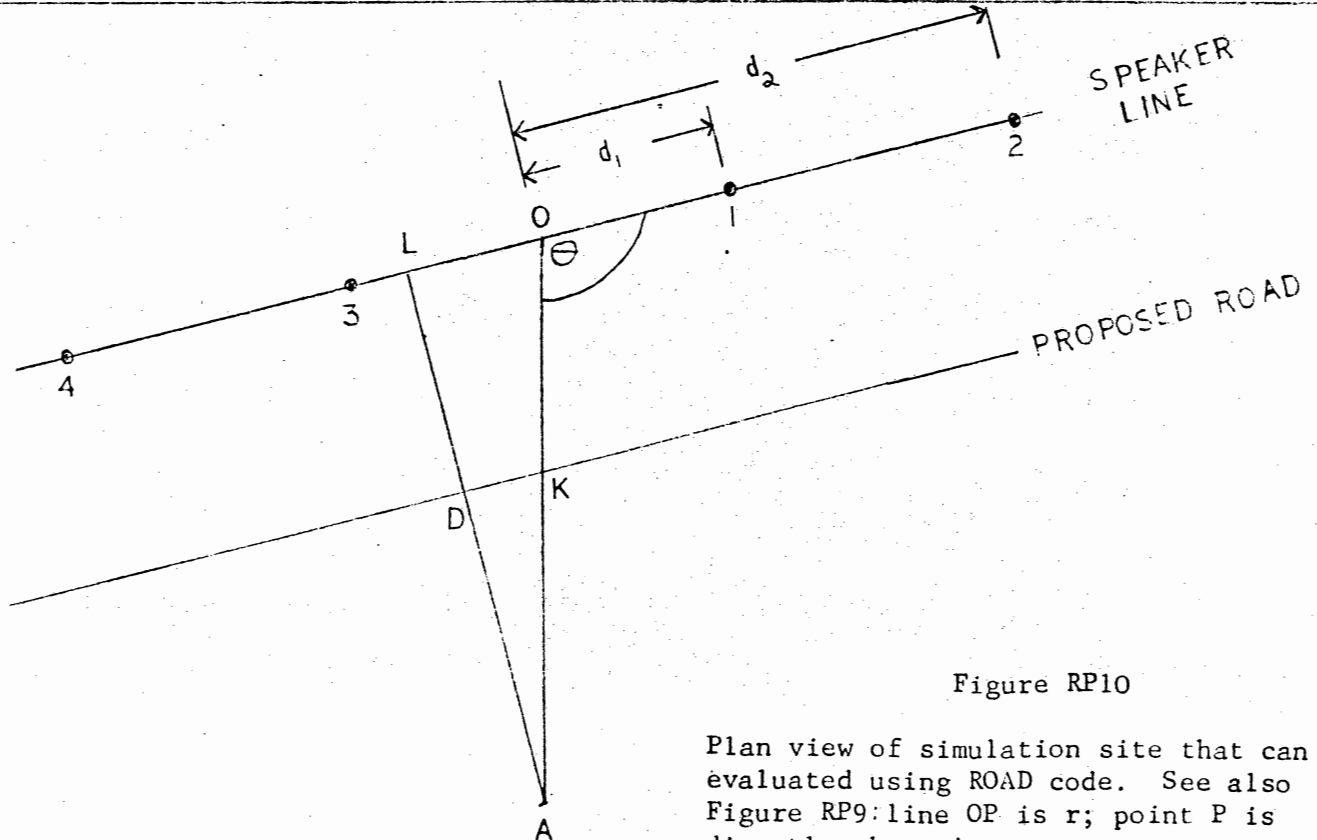 d₂
SPEAKER
LINE
d₁
2
1
O
Θ
L
3
4
PROPOSED ROAD
K
D
A
Figure RP10
Plan view of simulation site that can
evaluated using ROAD code. See also
Figure RP9: line OP is r; point P is